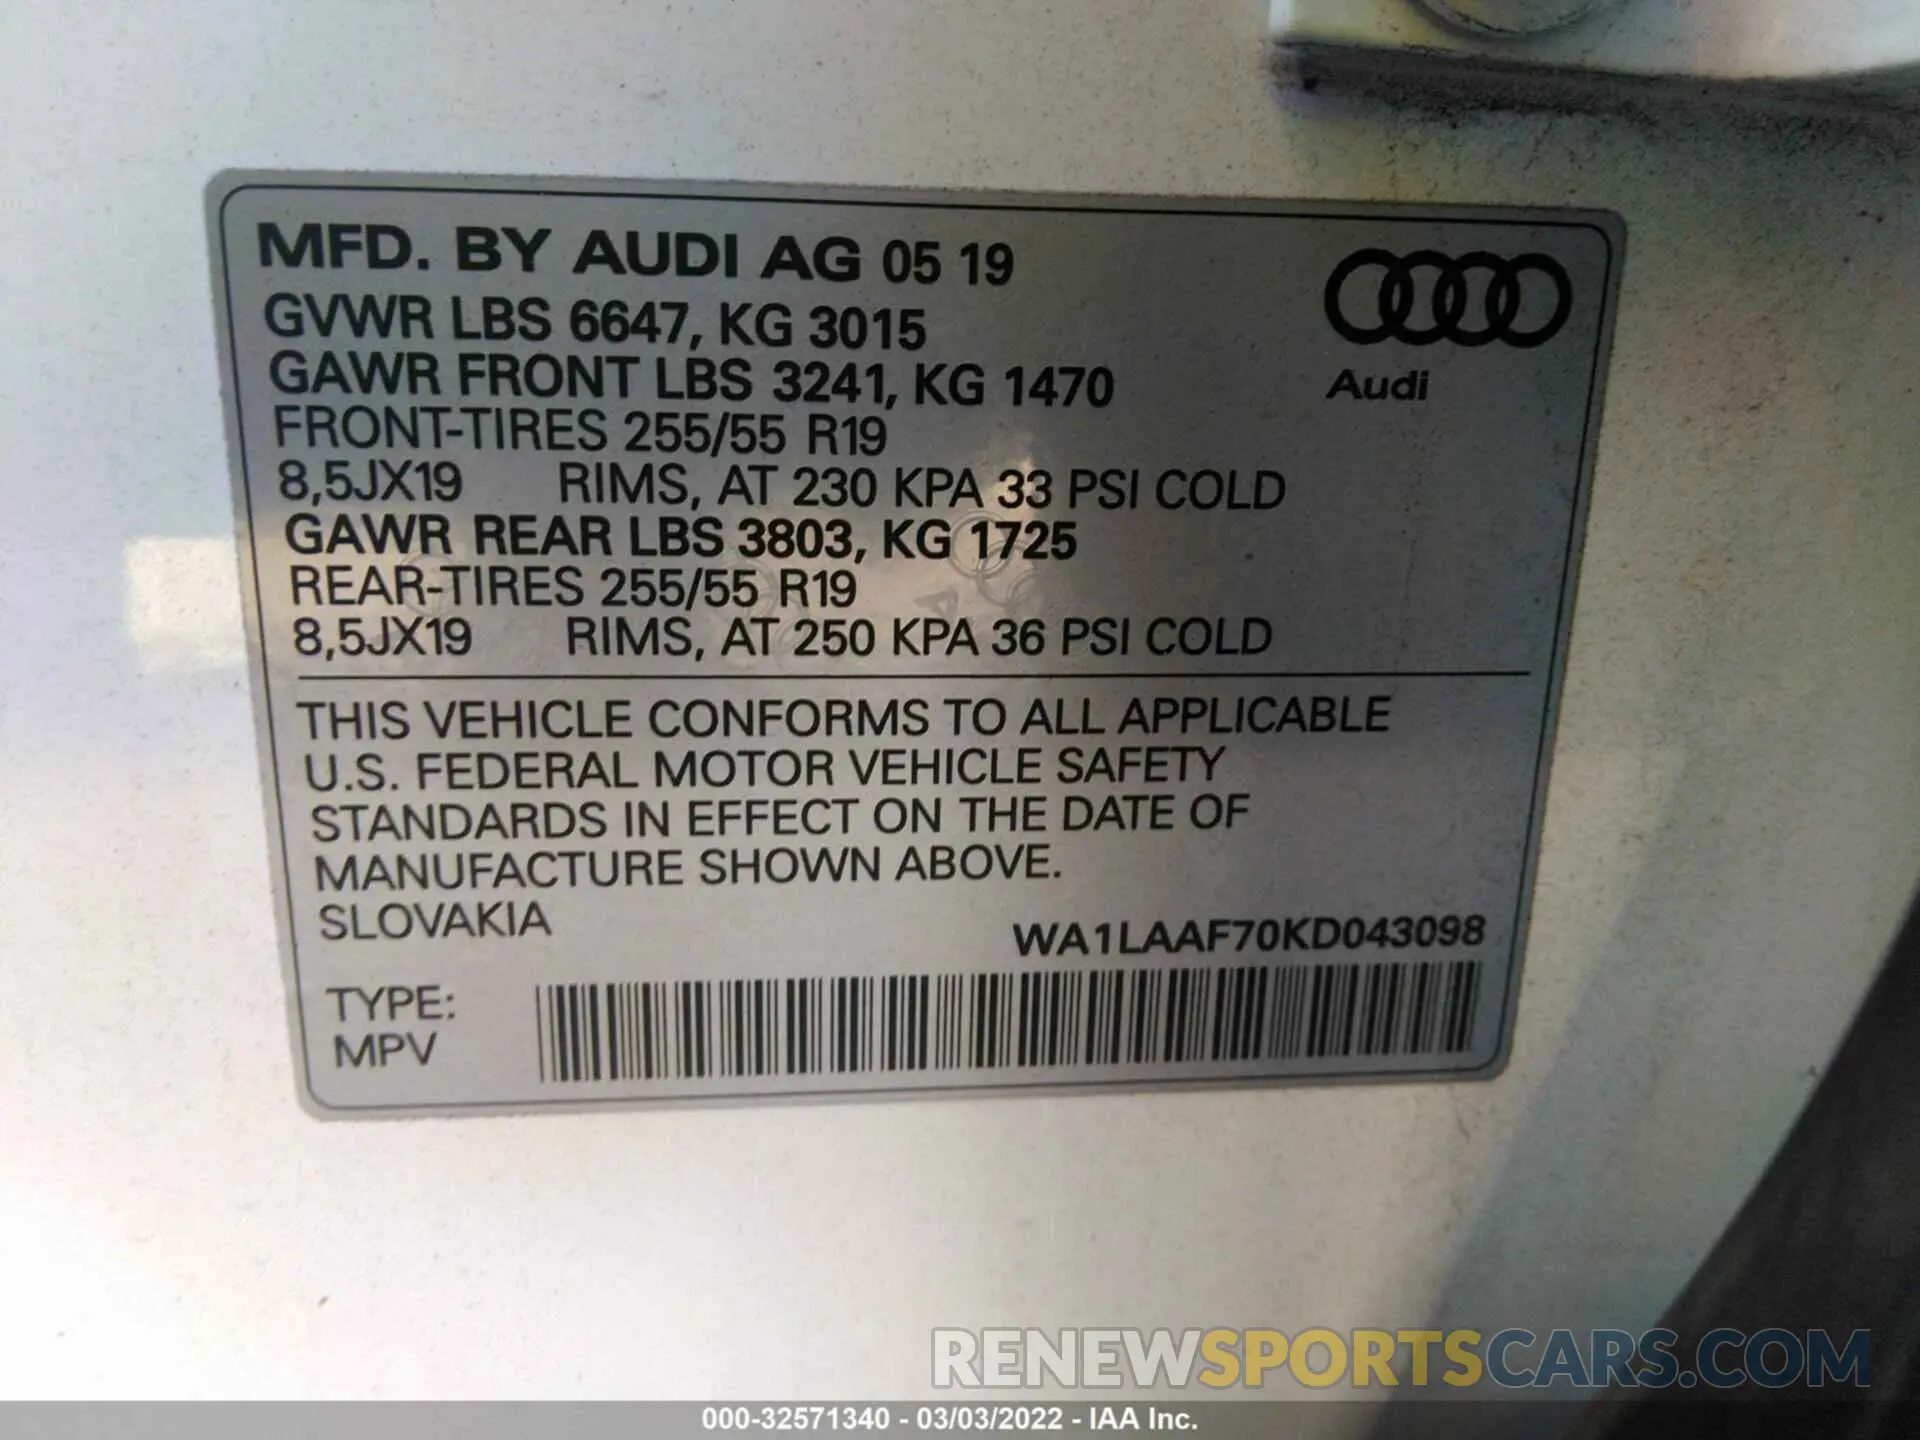 MFD. BY AUDI AG 05 19
GVWR LBS 6647, KG 3015
GAWR FRONT LBS 3241, KG 1470
Audi
FRONT-TIRES 255/55 R19
8,5JX19 RIMS, AT 230 KPA 33 PSI COLD
GAWR REAR LBS 3803, KG 1725
REAR-TIRES 255/55 R19
8,5JX19 RIMS, AT 250 KPA 36 PSI COLD
THIS VEHICLE CONFORMS TO ALL APPLICABLE
U.S. FEDERAL MOTOR VEHICLE SAFETY
STANDARDS IN EFFECT ON THE DATE OF
MANUFACTURE SHOWN ABOVE.
SLOVAKIA
WA1LAAF70KD043098
TYPE:
MPV
RENEWSPORTSCARS.COM
000-32571340 - 03/03/2022 - IAA Inc.